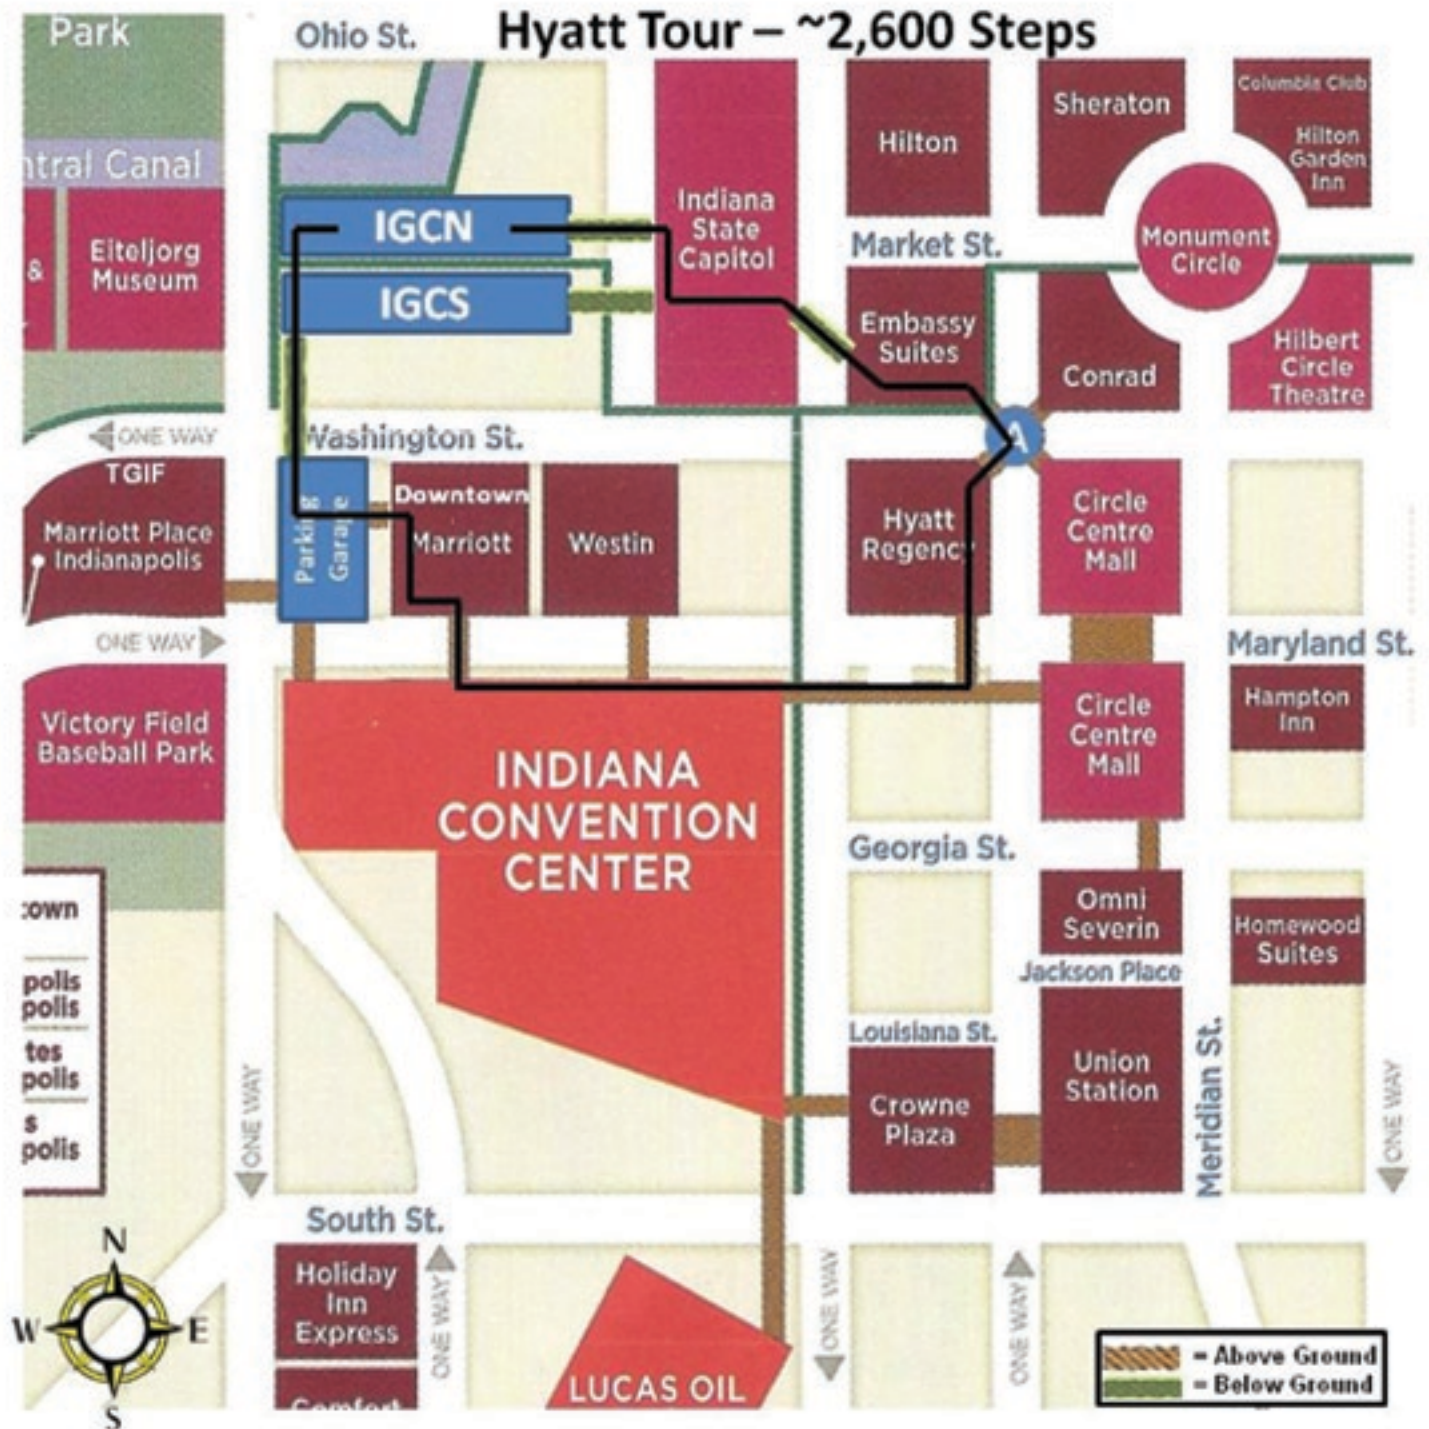 Hyatt Tour – ~2,600 Steps
Park
Ohio St.
ntral Canal
&
Eiteljorg
Museum
IGCN
IGCS
Indiana
State
Capitol
Hilton
Sheraton
Columbia Club
Hilton
Garden
Inn
Market St.
Monument
Circle
Embassy
Suites
Conrad
Hilbert
Circle
Theatre
ONE WAY
Washington St.
A
TGIF
Marriott Place
Indianapolis
Parking
Garage
Downtown
Marriott
Westin
Hyatt
Regency
Circle
Centre
Mall
ONE WAY
Maryland St.
Victory Field
Baseball Park
INDIANA
CONVENTION
CENTER
Circle
Centre
Mall
Hampton
Inn
Georgia St.
town
polis
polis
tes
polis
s
polis
Omni
Severin
Homewood
Suites
Jackson Place
Louisiana St.
Crowne
Plaza
Union
Station
Meridian St.
ONE WAY
ONE WAY
South St.
N
W
E
S
Holiday
Inn
Express
ONE WAY
LUCAS OIL
ONE WAY
ONE WAY
Comfort
= Above Ground
= Below Ground